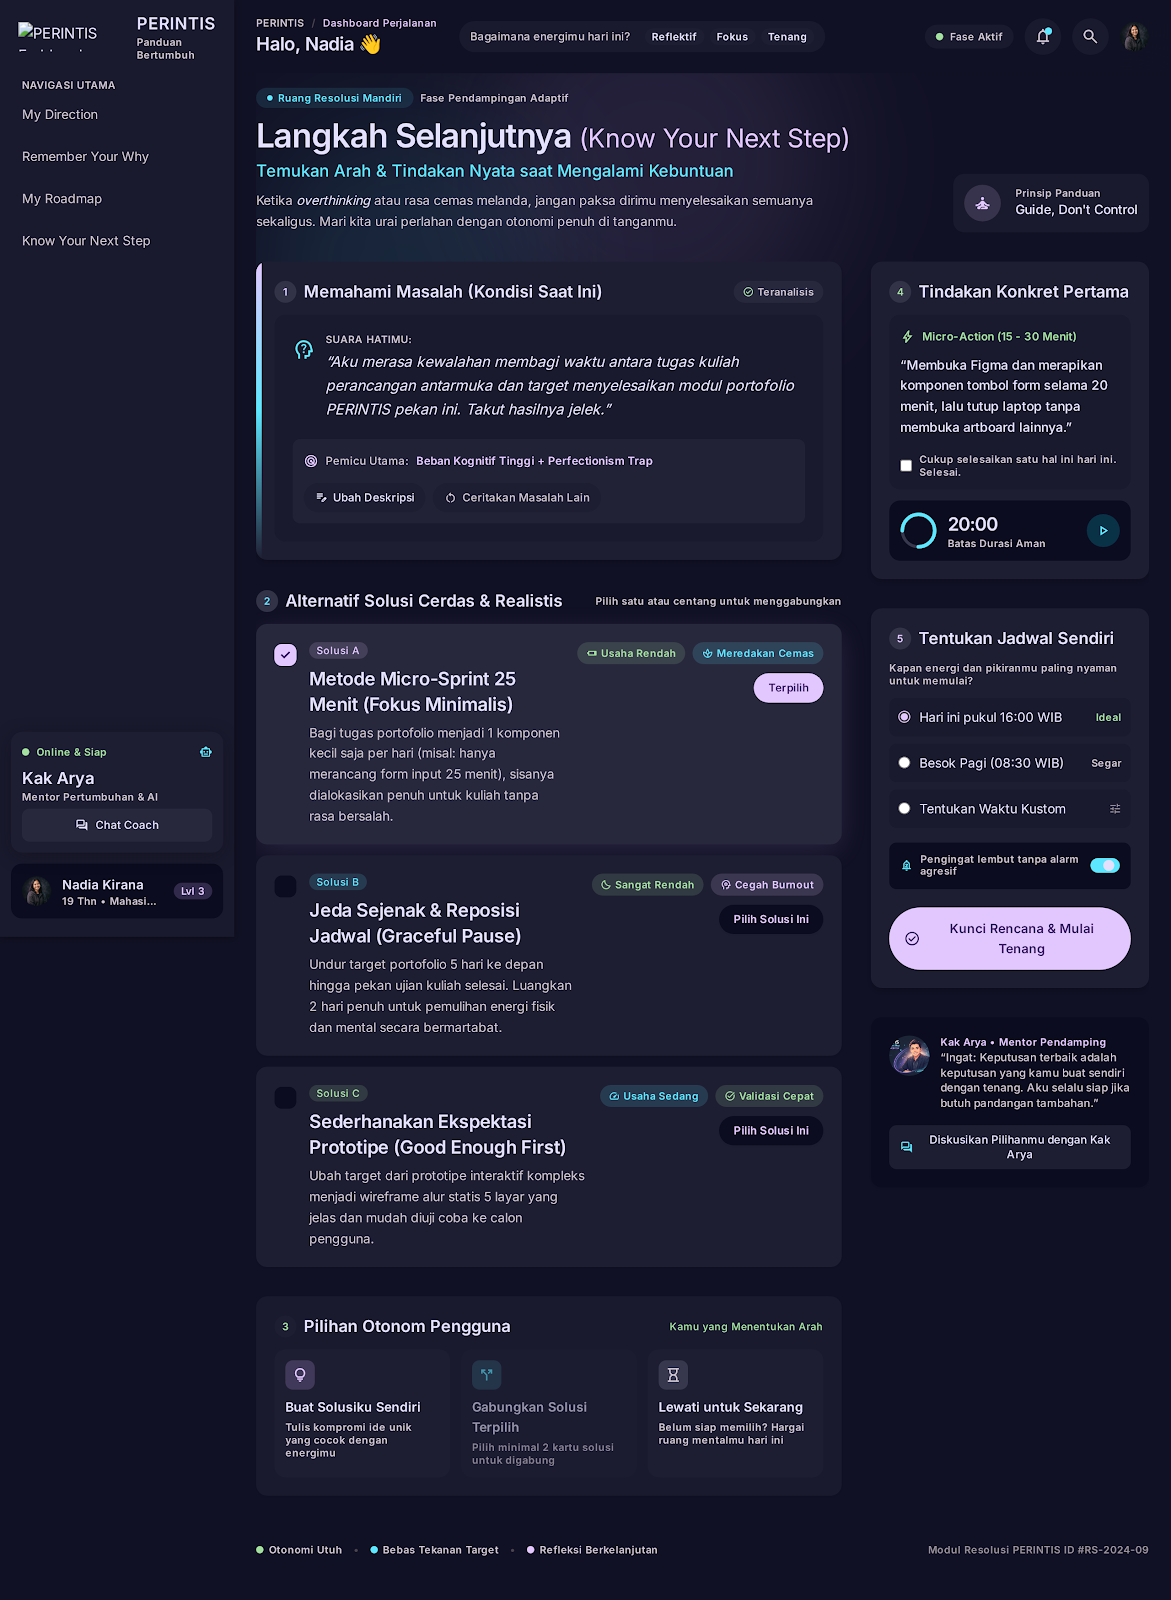 PERINTIS
PERINTIS
Panduan
Bertumbuh
NAVIGASI UTAMA
My Direction
Remember Your Why
My Roadmap
Know Your Next Step
Online & Siap
Kak Arya
Mentor Pertumbuhan & AI
Chat Coach
Nadia Kirana
19 Thn • Mahasi...
Lvl 3
PERINTIS / Dashboard Perjalanan
Halo, Nadia 👋
Bagaimana energimu hari ini? Reflektif Fokus Tenang
Fase Aktif
Ruang Resolusi Mandiri Fase Pendampingan Adaptif
Langkah Selanjutnya (Know Your Next Step)
Temukan Arah & Tindakan Nyata saat Mengalami Kebuntuan
Ketika overthinking atau rasa cemas melanda, jangan paksa dirimu menyelesaikan semuanya
sekaligus. Mari kita urai perlahan dengan otonomi penuh di tanganmu.
Prinsip Panduan
Guide, Don't Control
1 Memahami Masalah (Kondisi Saat Ini)
Teranalisis
SUARA HATIMU:
“Aku merasa kewalahan membagi waktu antara tugas kuliah
perancangan antarmuka dan target menyelesaikan modul portofolio
PERINTIS pekan ini. Takut hasilnya jelek.”
Pemicu Utama: Beban Kognitif Tinggi + Perfectionism Trap
Ubah Deskripsi Ceritakan Masalah Lain
2 Alternatif Solusi Cerdas & Realistis
Pilih satu atau centang untuk menggabungkan
Solusi A
Usaha Rendah Meredakan Cemas
Metode Micro-Sprint 25
Menit (Fokus Minimalis)
Terpilih
Bagi tugas portofolio menjadi 1 komponen
kecil saja per hari (misal: hanya
merancang form input 25 menit), sisanya
dialokasikan penuh untuk kuliah tanpa
rasa bersalah.
Solusi B
Sangat Rendah Cegah Burnout
Jeda Sejenak & Reposisi
Jadwal (Graceful Pause)
Pilih Solusi Ini
Undur target portofolio 5 hari ke depan
hingga pekan ujian kuliah selesai. Luangkan
2 hari penuh untuk pemulihan energi fisik
dan mental secara bermartabat.
Solusi C
Usaha Sedang Validasi Cepat
Sederhanakan Ekspektasi
Prototipe (Good Enough First)
Pilih Solusi Ini
Ubah target dari prototipe interaktif kompleks
menjadi wireframe alur statis 5 layar yang
jelas dan mudah diuji coba ke calon
pengguna.
3 Pilihan Otonom Pengguna
Kamu yang Menentukan Arah
Buat Solusiku Sendiri
Tulis kompromi ide unik
yang cocok dengan
energimu
Gabungkan Solusi
Terpilih
Pilih minimal 2 kartu solusi
untuk digabung
Lewati untuk Sekarang
Belum siap memilih? Hargai
ruang mentalmu hari ini
4 Tindakan Konkret Pertama
Micro-Action (15 - 30 Menit)
“Membuka Figma dan merapikan
komponen tombol form selama 20
menit, lalu tutup laptop tanpa
membuka artboard lainnya.”
Cukup selesaikan satu hal ini hari ini.
Selesai.
20:00
Batas Durasi Aman
5 Tentukan Jadwal Sendiri
Kapan energi dan pikiranmu paling nyaman
untuk memulai?
Hari ini pukul 16:00 WIB Ideal
Besok Pagi (08:30 WIB) Segar
Tentukan Waktu Kustom
Pengingat lembut tanpa alarm
agresif
Kunci Rencana & Mulai
Tenang
Kak Arya • Mentor Pendamping
“Ingat: Keputusan terbaik adalah
keputusan yang kamu buat sendiri
dengan tenang. Aku selalu siap jika
butuh pandangan tambahan.”
Diskusikan Pilihanmu dengan Kak
Arya
Otonomi Utuh • Bebas Tekanan Target • Refleksi Berkelanjutan
Modul Resolusi PERINTIS ID #RS-2024-09